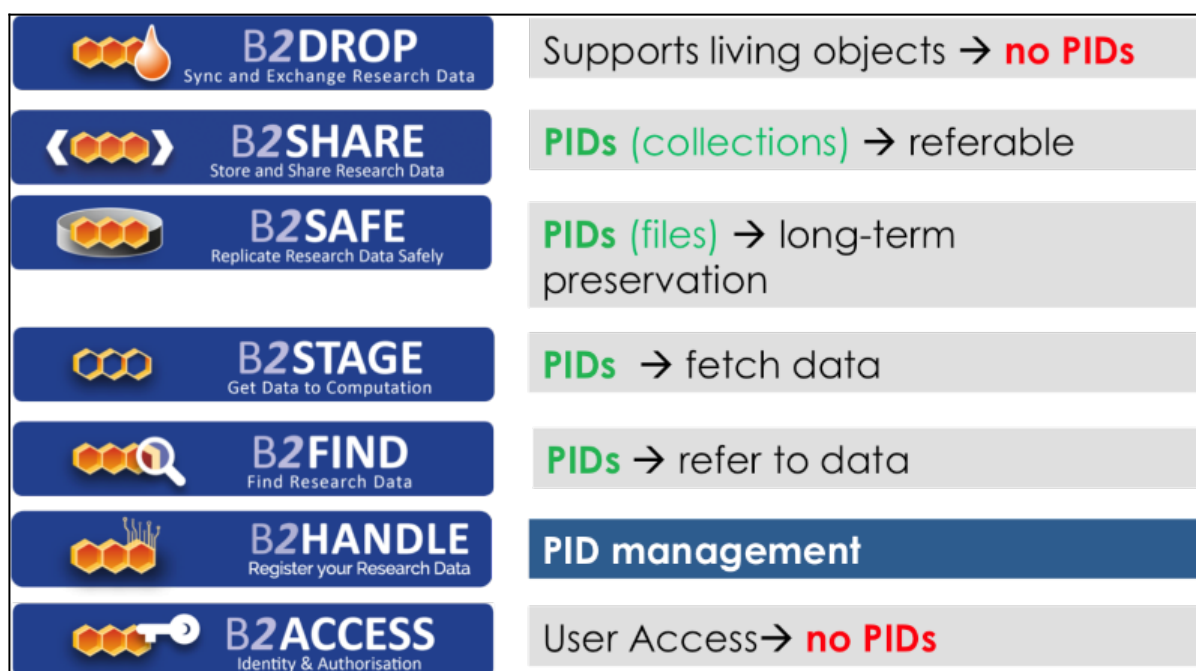 B2DROP
Sync and Exchange Research Data
Supports living objects → no PIDs
B2SHARE
Store and Share Research Data
PIDs (collections) → referable
B2SAFE
Replicate Research Data Safely
PIDs (files) → long-term
preservation
B2STAGE
Get Data to Computation
PIDs → fetch data
B2FIND
Find Research Data
PIDs → refer to data
B2HANDLE
Register your Research Data
PID management
B2ACCESS
Identity & Authorisation
User Access→ no PIDs